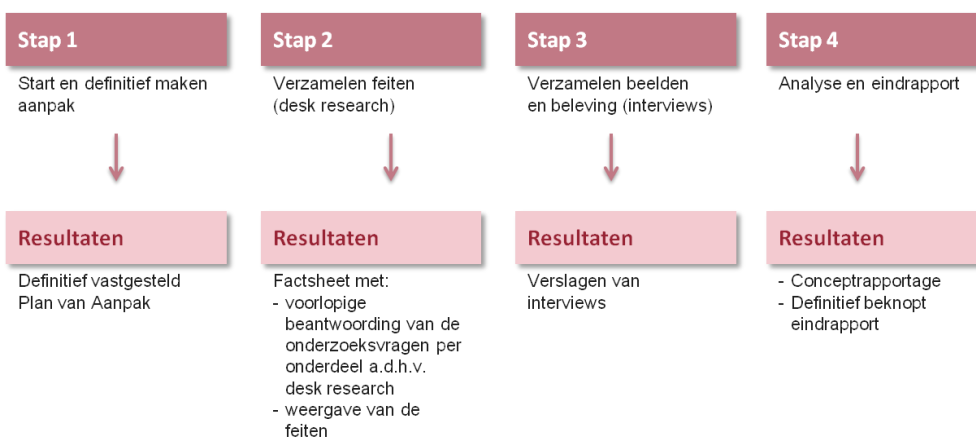 Stap 1
Start en definitief maken
aanpak
Resultaten
Definitief vastgesteld
Plan van Aanpak
Stap 2
Verzamelen feiten
(desk research)
Resultaten
Factsheet met:
- voorlopige
beantwoording van de
onderzoeksvragen per
onderdeel a.d.h.v.
desk research
- weergave van de
feiten
Stap 3
Verzamelen beelden
en beleving (interviews)
Resultaten
Verslagen van
interviews
Stap 4
Analyse en eindrapport
Resultaten
- Conceptrapportage
- Definitief beknopt
eindrapport